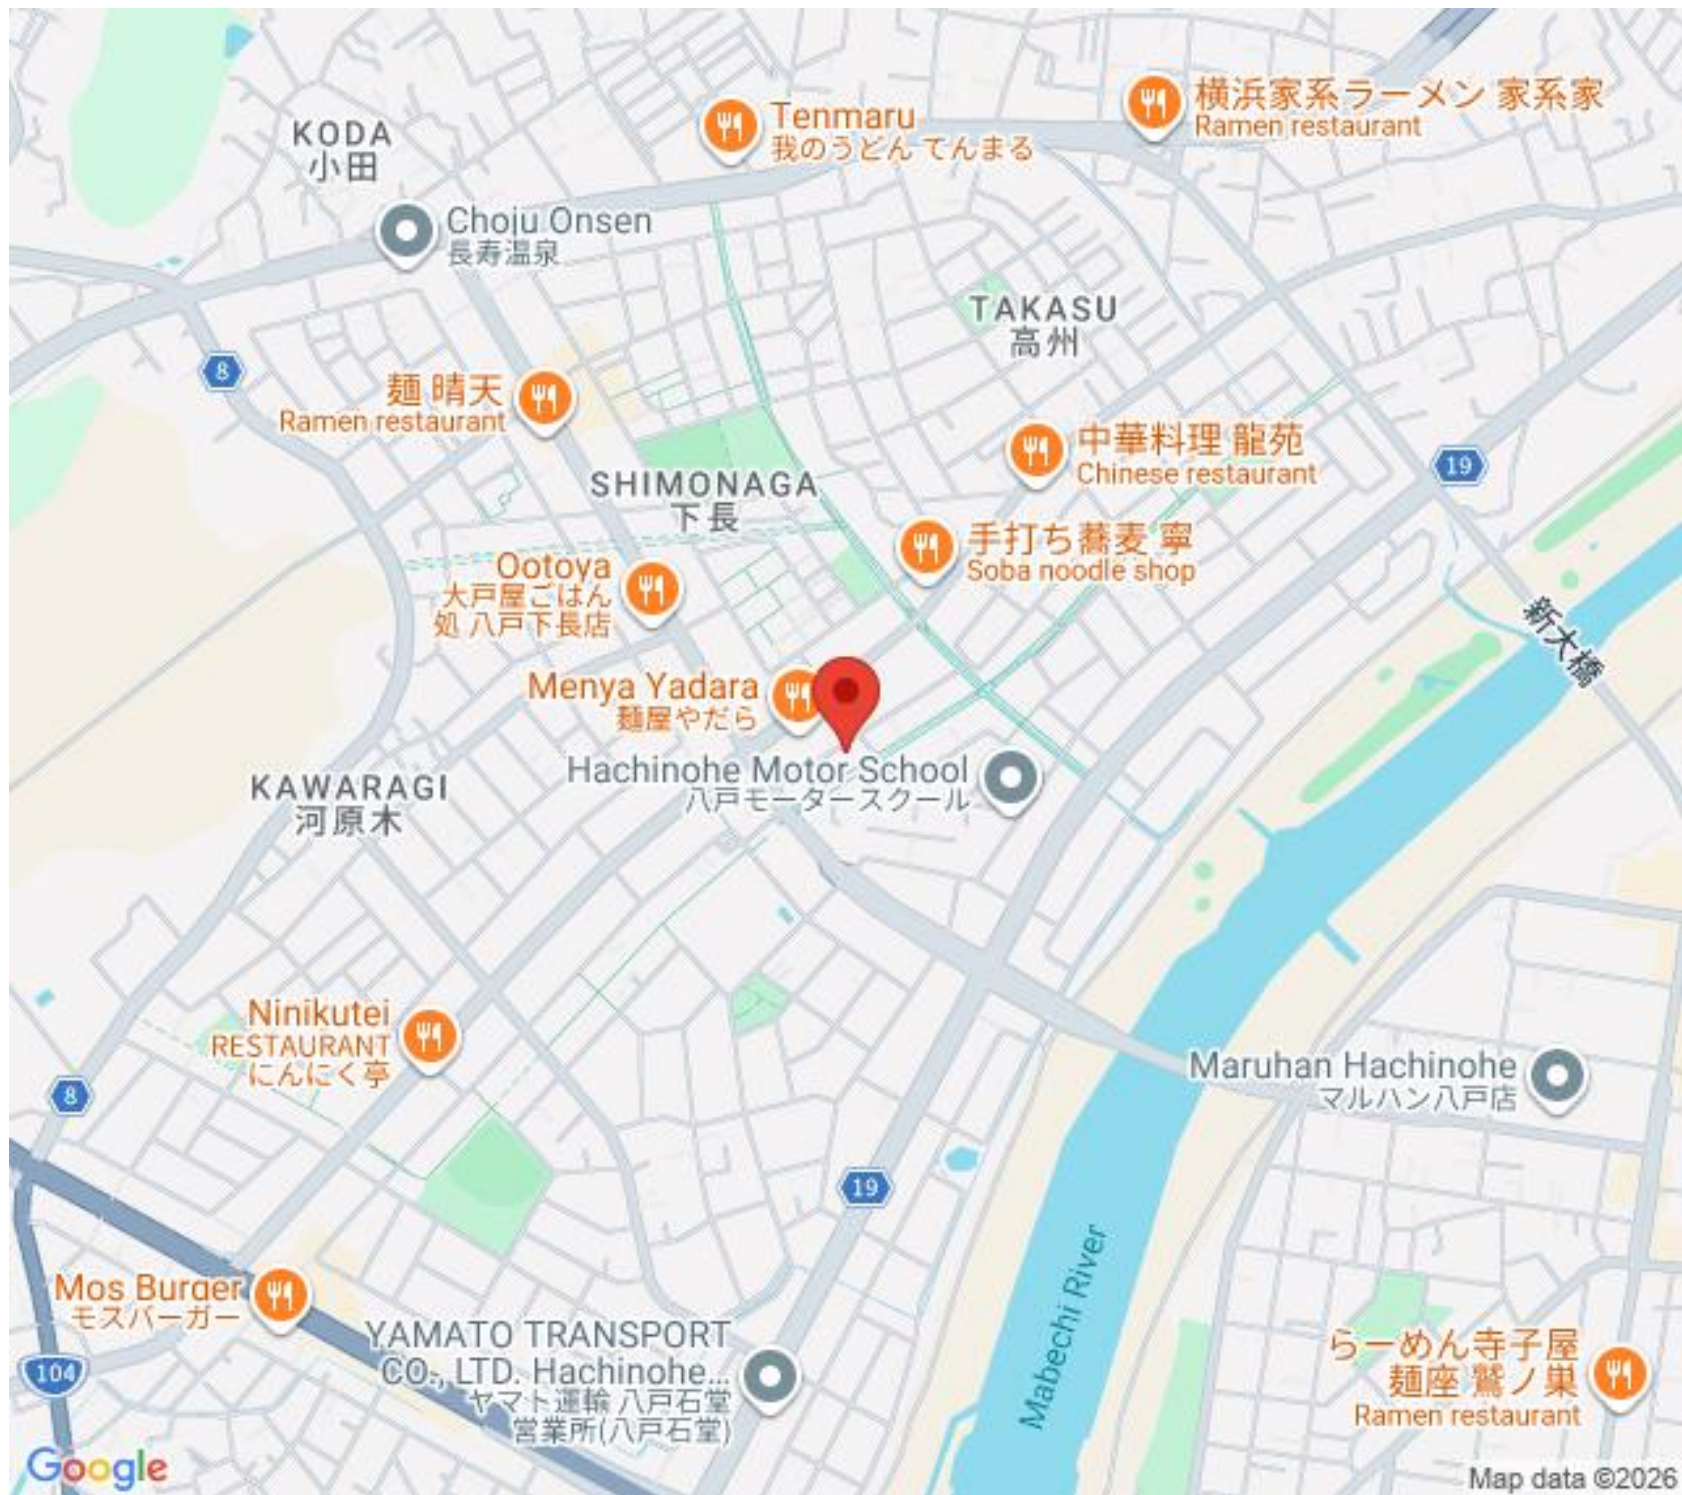 横浜家系ラーメン 家系家
Ramen restaurant
Tenmaru
我のうどん てんまる
KODA
小田
Choju Onsen
長寿温泉
TAKASU
高州
8
麺 晴天
Ramen restaurant
中華料理 龍苑
Chinese restaurant
19
SHIMONAGA
下長
手打ち蕎麦 寧
Soba noodle shop
Ootoya
大戸屋ごはん
処 八戸下長店
新大橋
Menya Yadara
麺屋やだら
Hachinohe Motor School
八戸モータースクール
KAWARAGI
河原木
Ninikutei
RESTAURANT
にんにく亭
Maruhan Hachinohe
マルハン八戸店
8
19
Mabechi River
Mos Burger
モスバーガー
YAMATO TRANSPORT
CO., LTD. Hachinohe...
ヤマト運輸 八戸石堂
営業所(八戸石堂)
104
らーめん寺子屋
麺座 鷲ノ巣
Ramen restaurant
Google
Map data ©2026